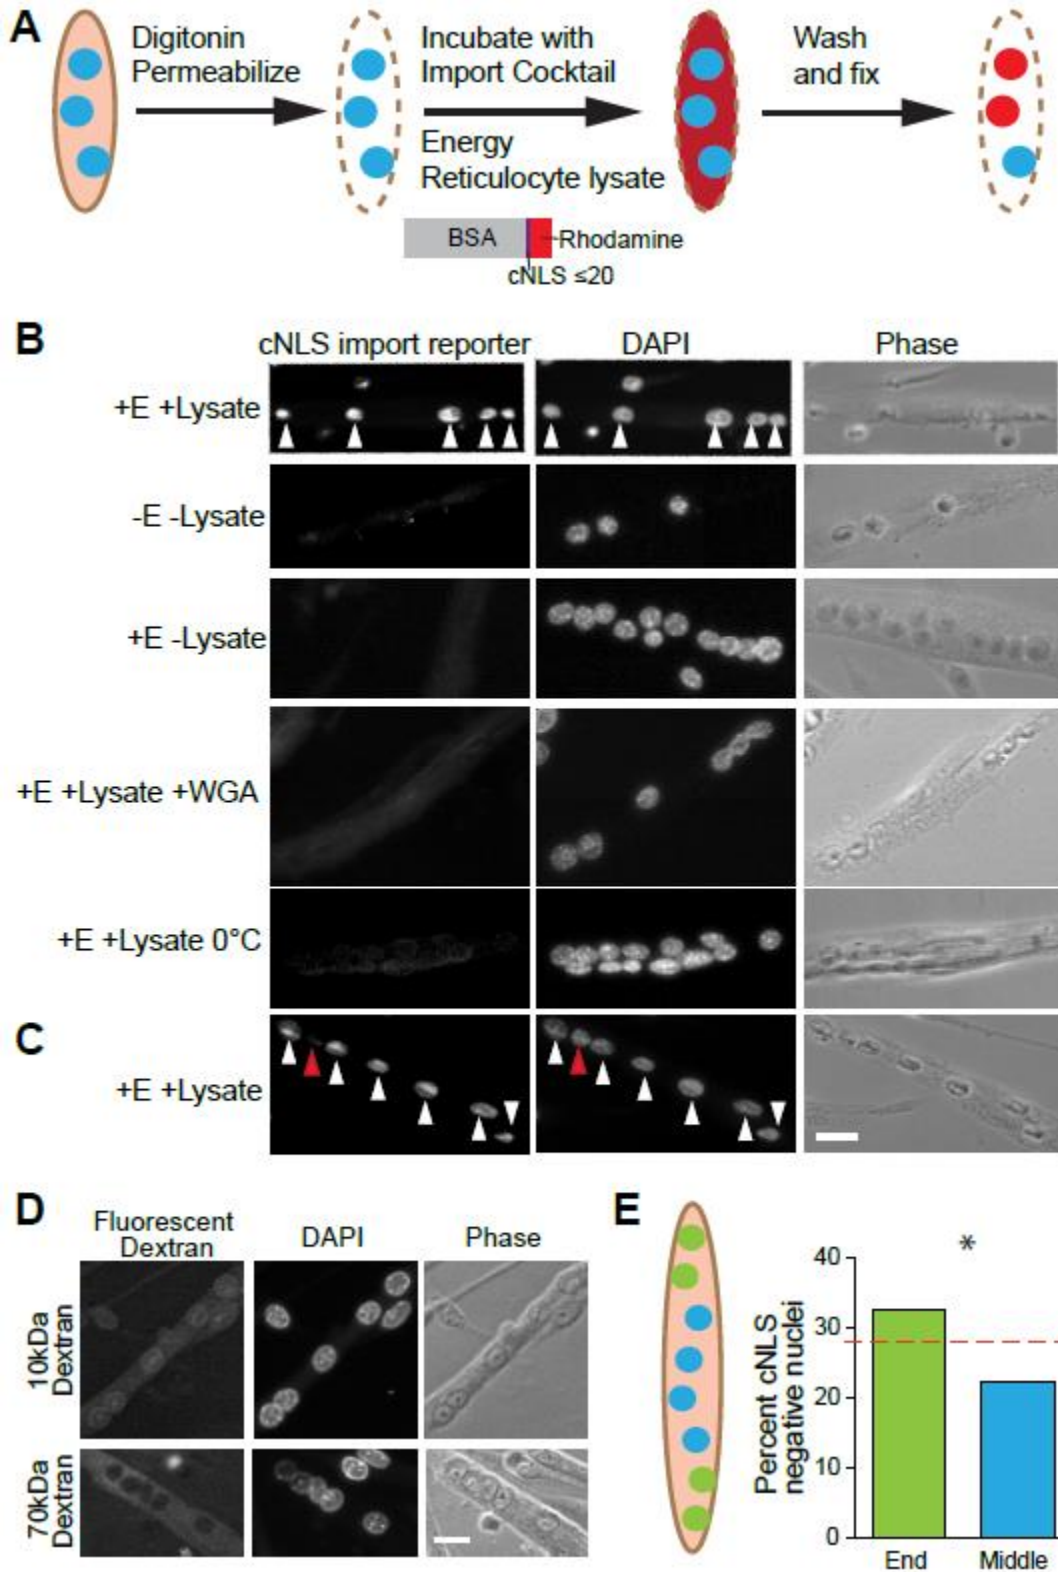 A
Digitonin
Permeabilize
Incubate with
Import Cocktail
Energy
Reticulocyte lysate
Wash
and fix
BSA
Rhodamine
cNLS ≤20
B
cNLS import reporter
DAPI
Phase
+E +Lysate
-E -Lysate
+E -Lysate
+E +Lysate +WGA
+E +Lysate 0°C
C
+E +Lysate
D
Fluorescent
Dextran
DAPI
Phase
10kDa
Dextran
70kDa
Dextran
E
Percent cNLS
negative nuclei
40
30
20
10
0
*
End
Middle